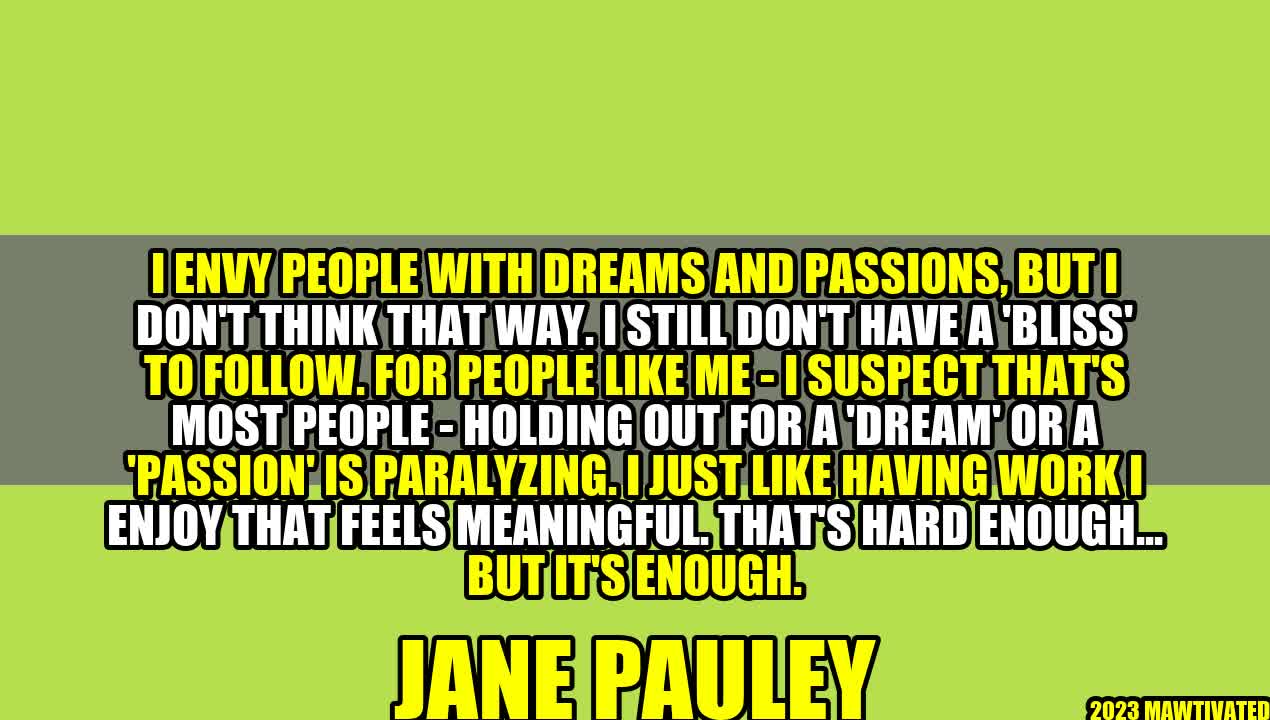 I ENVY PEOPLE WITH DREAMS AND PASSIONS, BUT I
DON'T THINK THAT WAY. I STILL DON'T HAVE A 'BLISS'
TO FOLLOW. FOR PEOPLE LIKE ME - I SUSPECT THAT'S
MOST PEOPLE - HOLDING OUT FOR A 'DREAM' OR A
'PASSION' IS PARALYZING. I JUST LIKE HAVING WORK I
ENJOY THAT FEELS MEANINGFUL. THAT'S HARD ENOUGH...
BUT IT'S ENOUGH.
JANE PAULEY
2023 MAWTIVATED